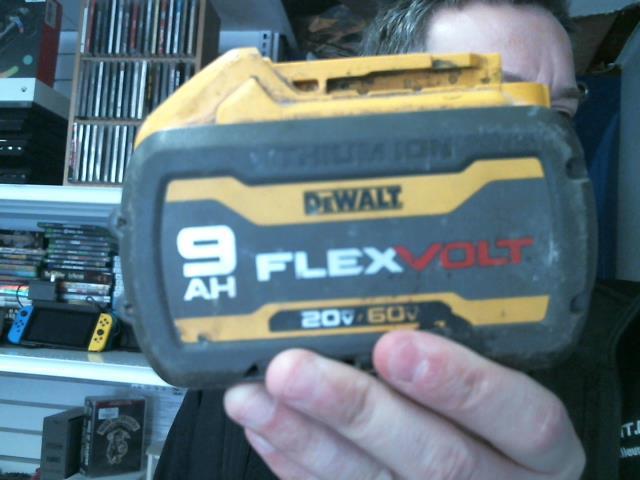 LITHIUM ION
DEWALT
9
AH
FLEXVOLT
20V / 60V